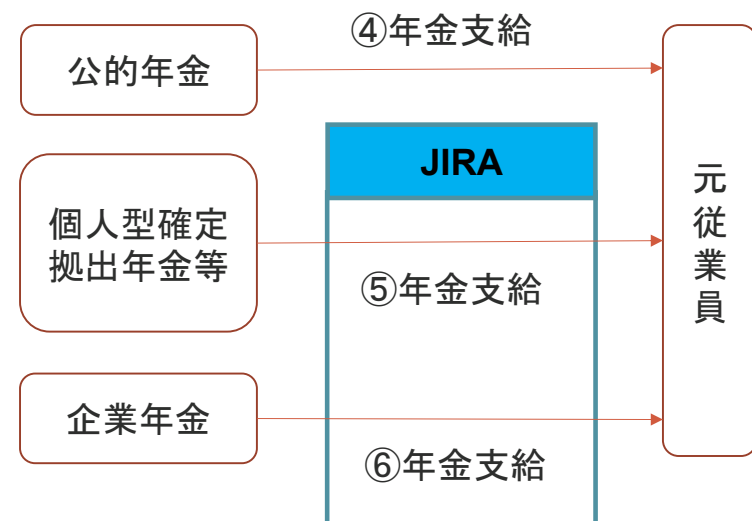 ④年金支給
公的年金
JIRA
個人型確定
拠出年金等
⑤年金支給
元従業員
企業年金
⑥年金支給